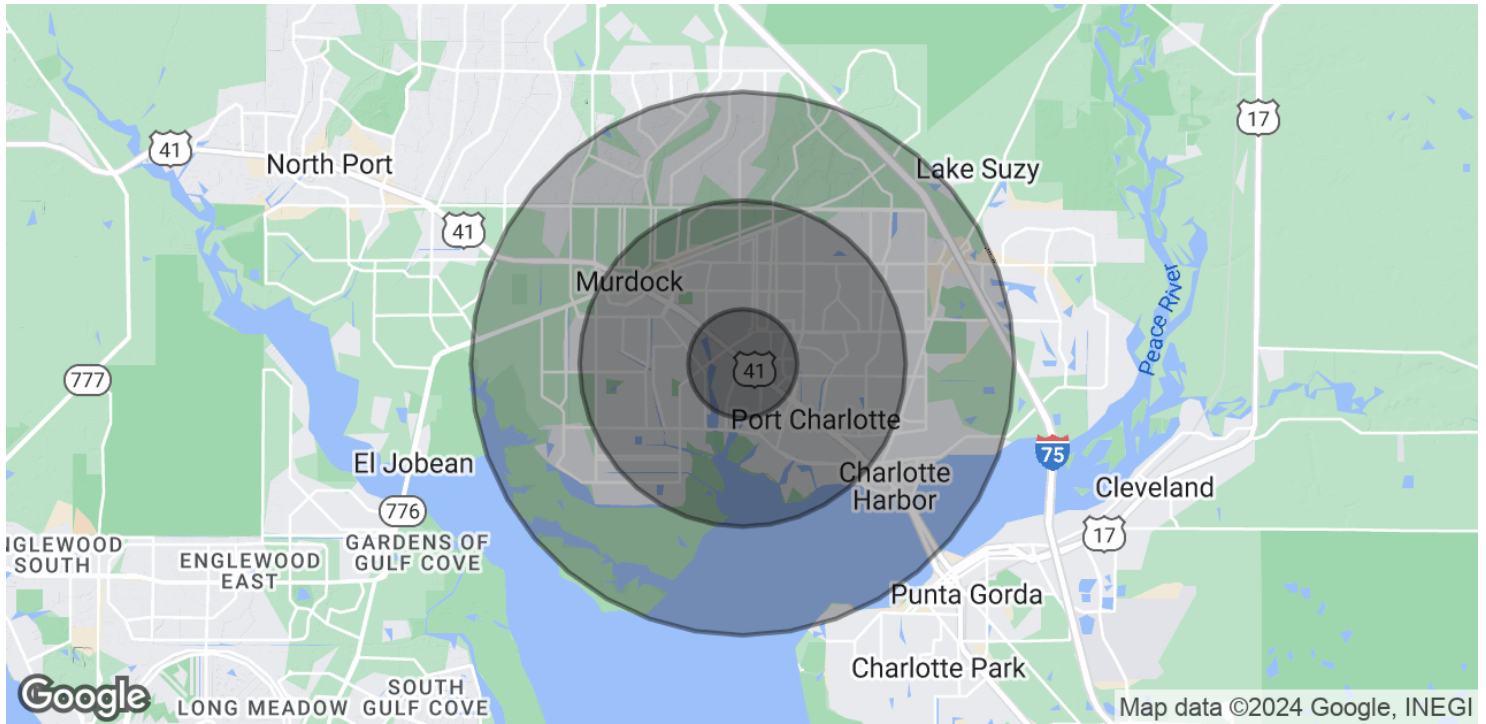 17
41
North Port
Lake Suzy
41
Murdock
Peace River
777
41
Port Charlotte
75
El Jobean
Charlotte
Harbor
Cleveland
776
17
NGLEWOOD
SOUTH
ENGLEWOOD
EAST
GARDENS OF
GULF COVE
Punta Gorda
Charlotte Park
SOUTH
GULF COVE
LONG MEADOW
Google
Map data ©2024 Google, INEGI